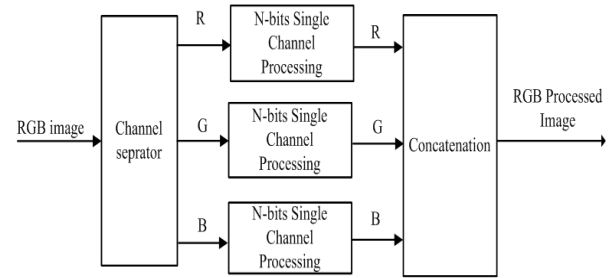 RGB image
Channel
seprator
R
N-bits Single
Channel
Processing
R
G
N-bits Single
Channel
Processing
G
B
N-bits Single
Channel
Processing
B
Concatenation
RGB Processed
Image